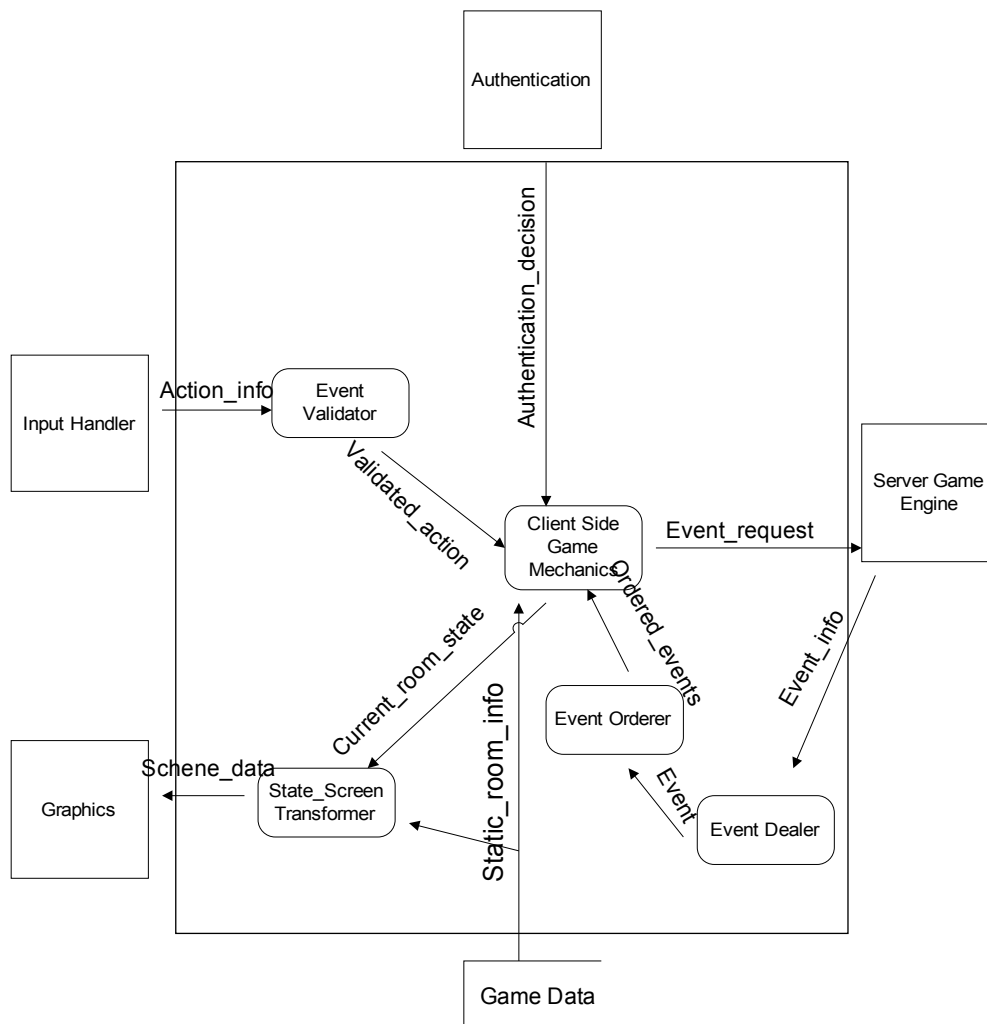 Authentication
Authentication_decision
Action_info
Event
Validator
Input Handler
Validated_action
Server Game
Engine
Client Side
Game
Mechanics
Event_request
Ordered_events
Event_info
Current_room_state
Static_room_info
Event Orderer
Schene_data
State_Screen
Transformer
Graphics
Event
Event Dealer
Game Data